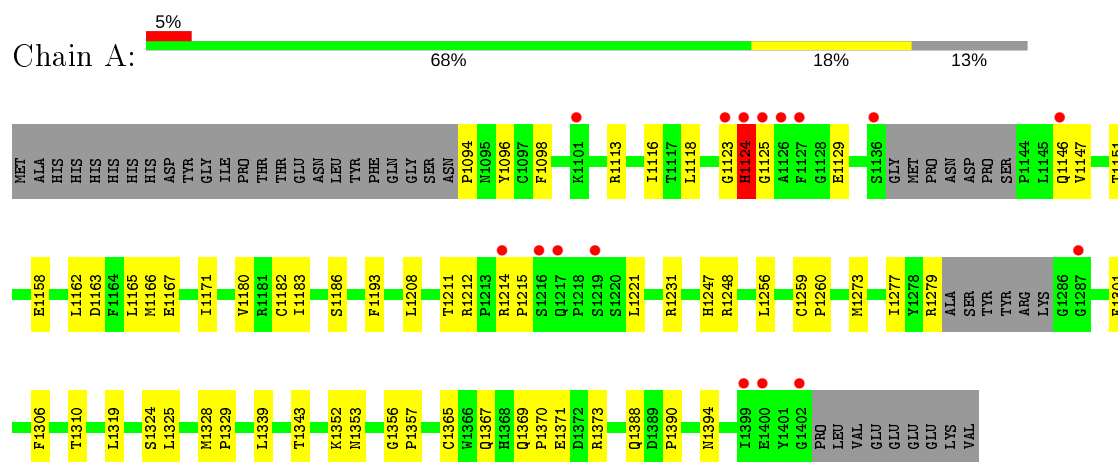 5%
Chain A:
68% 18% 13%
MET ALA HIS HIS HIS HIS HIS HIS ASP TYR GLY ILE PRO THR THR GLU ASN LEU TYR PHE GLN GLY SER ASN P1094 N1095 Y1096 C1097 F1098 K1101 R1113 I1116 T1117 L1118 G1123 H1124 G1125 A1126 F1127 G1128 E1129 S1136 GLY MET PRO ASN ASP PRO SER P1144 L1145 Q1146 V1147 T1151
E1158 L1162 D1163 F1164 L1165 M1166 E1167 I1171 V1180 R1181 C1182 I1183 S1186 F1193 L1208 T1211 R1212 P1213 R1214 P1215 S1216 Q1217 P1218 S1219 S1220 L1221 R1231 H1247 R1248 L1256 C1259 P1260 M1273 I1277 Y1278 R1279 ALA SER TYR TYR ARG LYS G1286 G1287 E1301
F1306 T1310 L1319 S1324 L1325 M1328 P1329 L1339 T1343 K1352 N1353 G1356 P1357 C1365 W1366 Q1367 H1368 Q1369 P1370 E1371 D1372 R1373 Q1388 D1389 P1390 N1394 I1399 E1400 Y1401 G1402 PRO LEU VAL GLU GLU GLU GLU LYS VAL